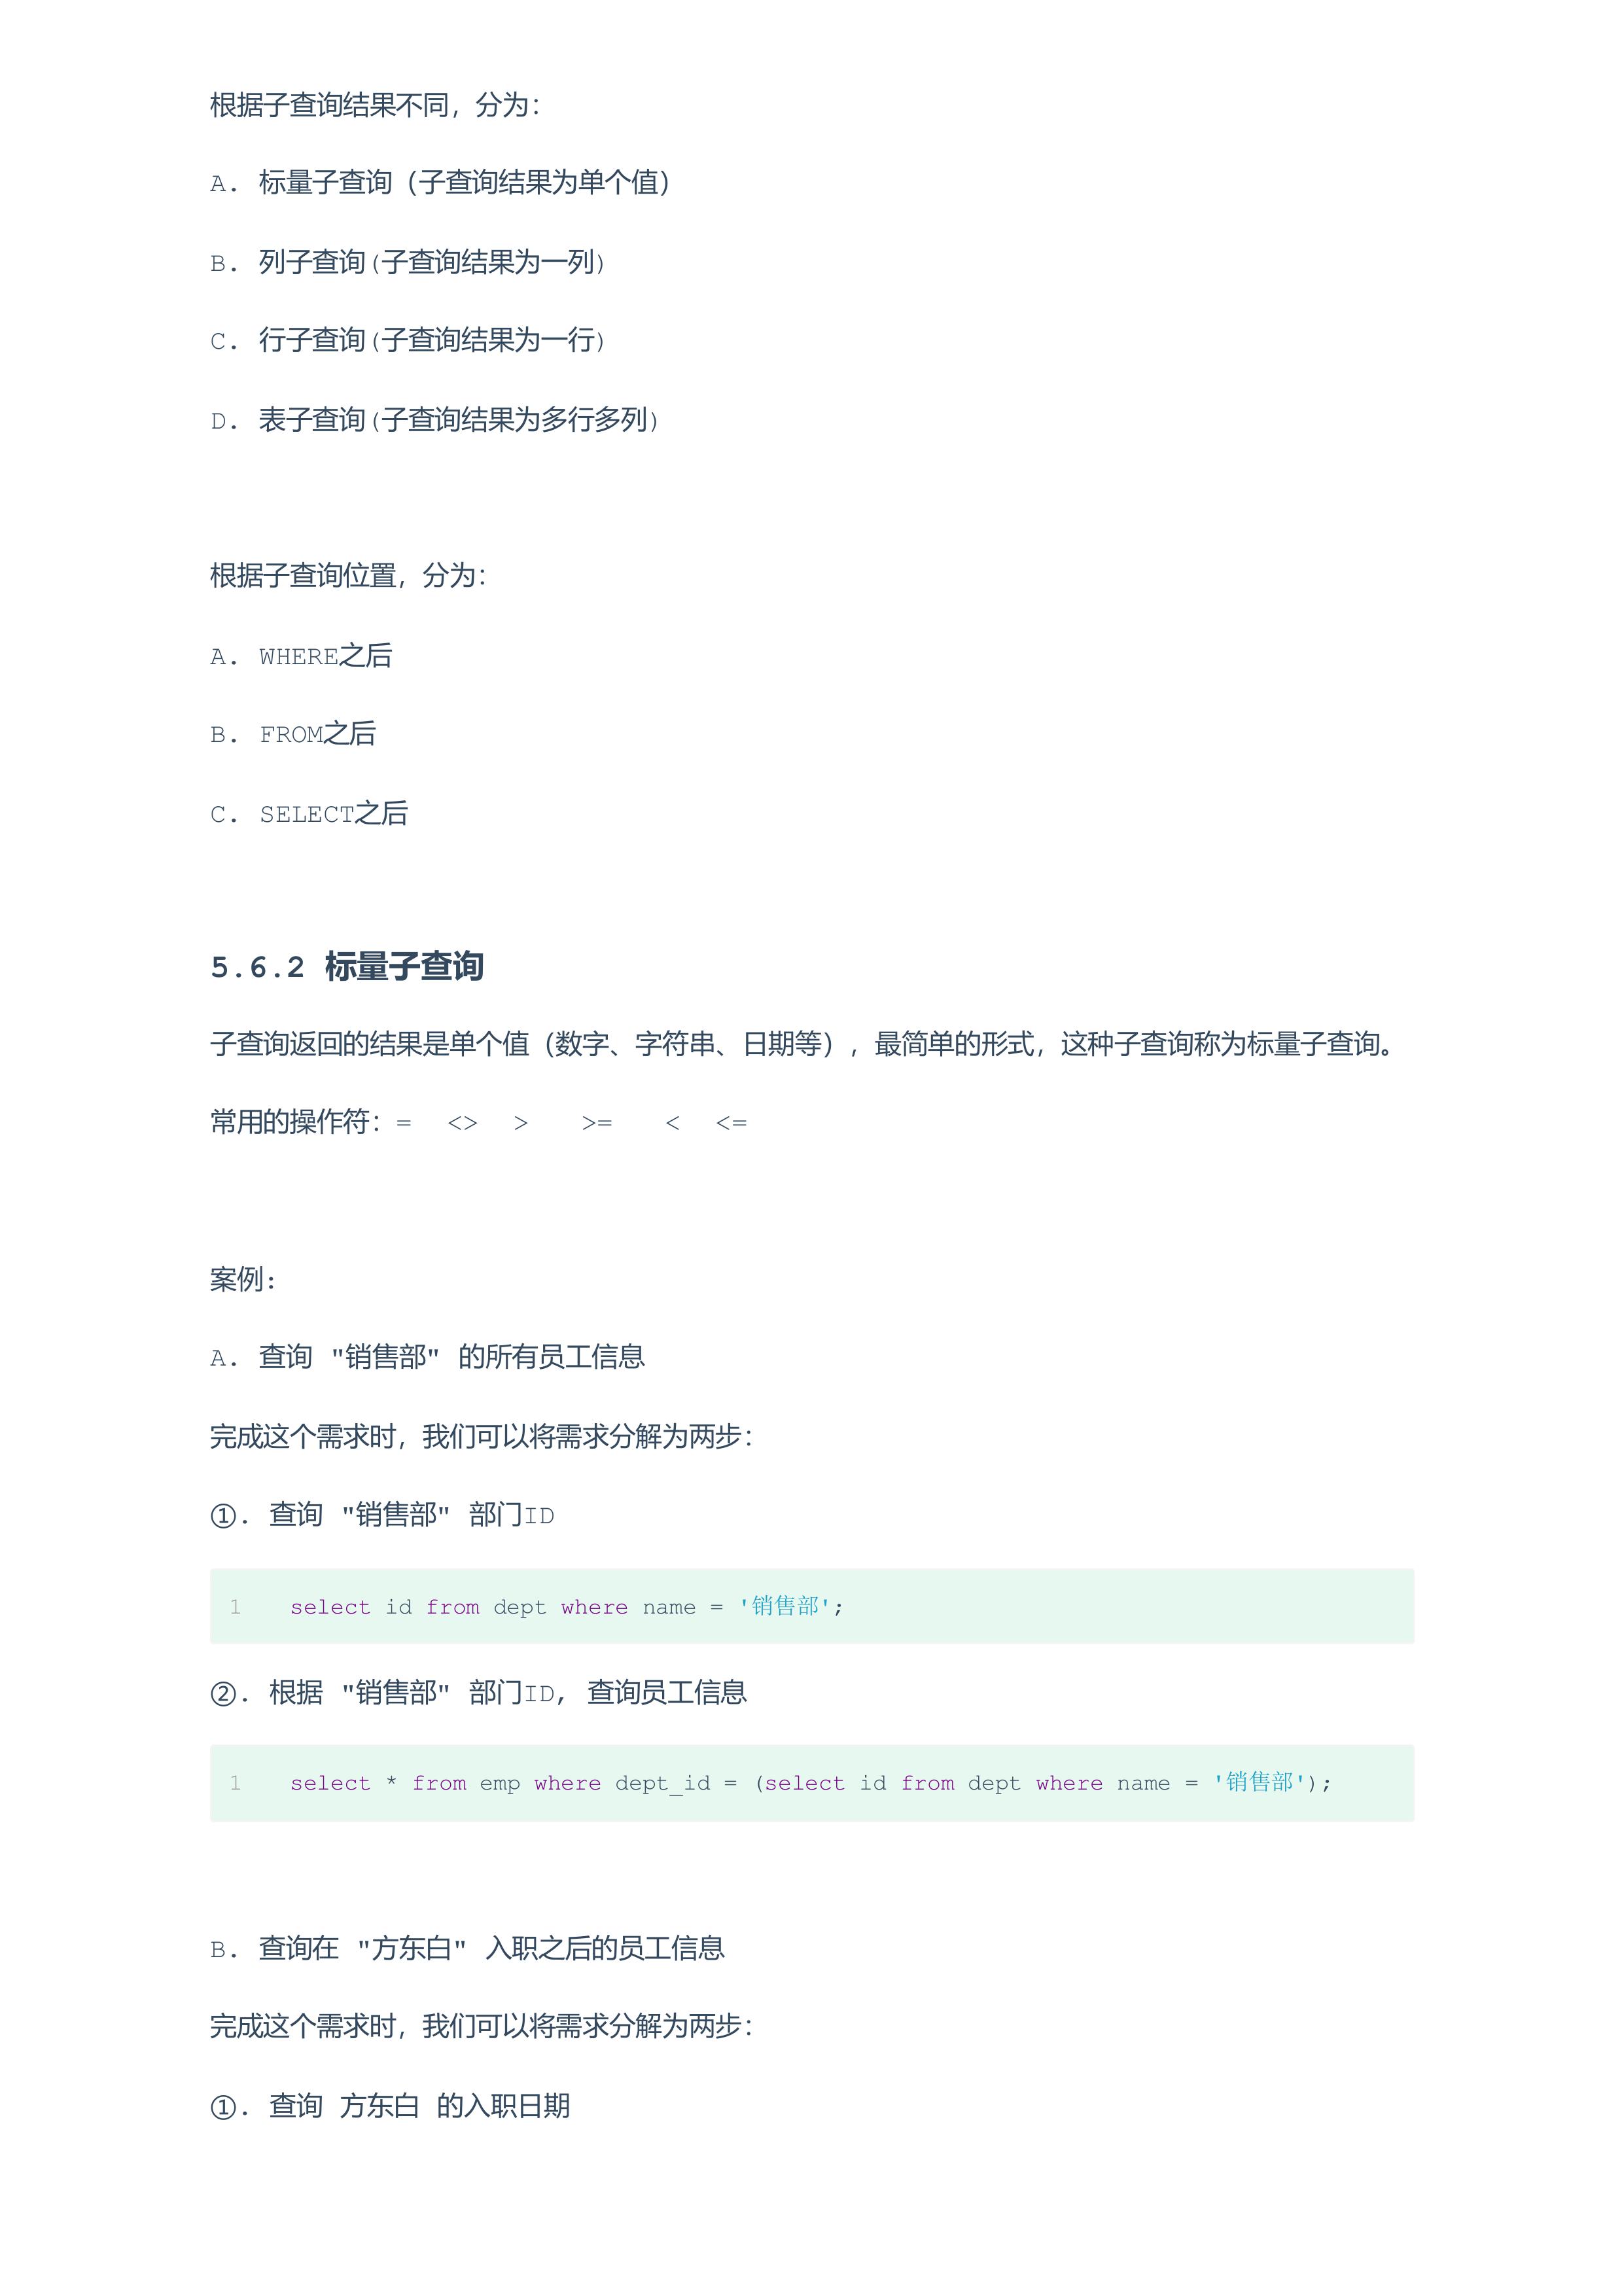 根据子查询结果不同，分为：
A. 标量子查询（子查询结果为单个值）
B. 列子查询(子查询结果为一列)
C. 行子查询(子查询结果为一行)
D. 表子查询(子查询结果为多行多列)
根据子查询位置，分为：
A. WHERE之后
B. FROM之后
C. SELECT之后
5.6.2 标量子查询
子查询返回的结果是单个值（数字、字符串、日期等），最简单的形式，这种子查询称为标量子查询。
常用的操作符：= <> > >= < <=
案例:
A. 查询 "销售部" 的所有员工信息
完成这个需求时，我们可以将需求分解为两步：
①. 查询 "销售部" 部门ID
1 select id from dept where name = '销售部';
②. 根据 "销售部" 部门ID, 查询员工信息
1 select * from emp where dept_id = (select id from dept where name = '销售部');
B. 查询在 "方东白" 入职之后的员工信息
完成这个需求时，我们可以将需求分解为两步：
①. 查询 方东白 的入职日期